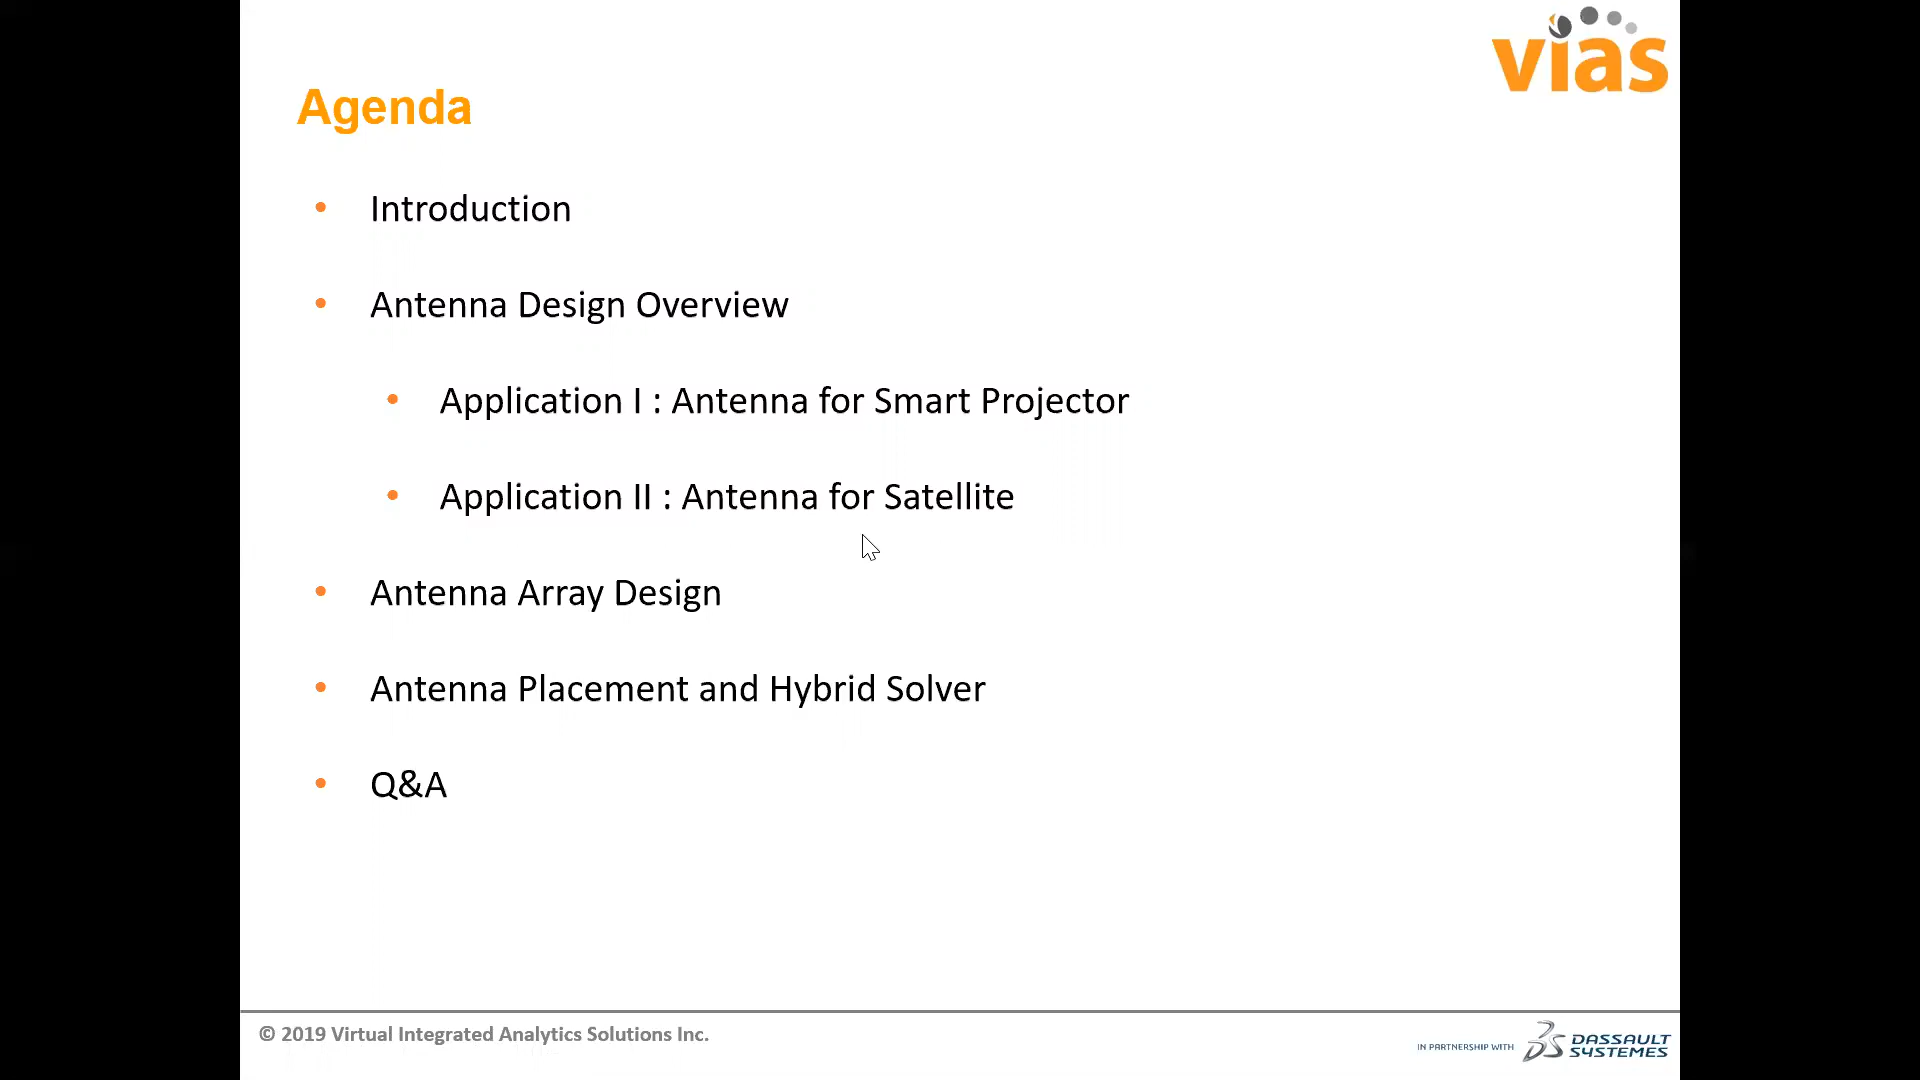 vias
Agenda
• Introduction
• Antenna Design Overview
• Application I : Antenna for Smart Projector
• Application II : Antenna for Satellite
• Antenna Array Design
• Antenna Placement and Hybrid Solver
• Q&A
© 2019 Virtual Integrated Analytics Solutions Inc.
IN PARTNERSHIP WITH
DASSAULT
SYSTEMES